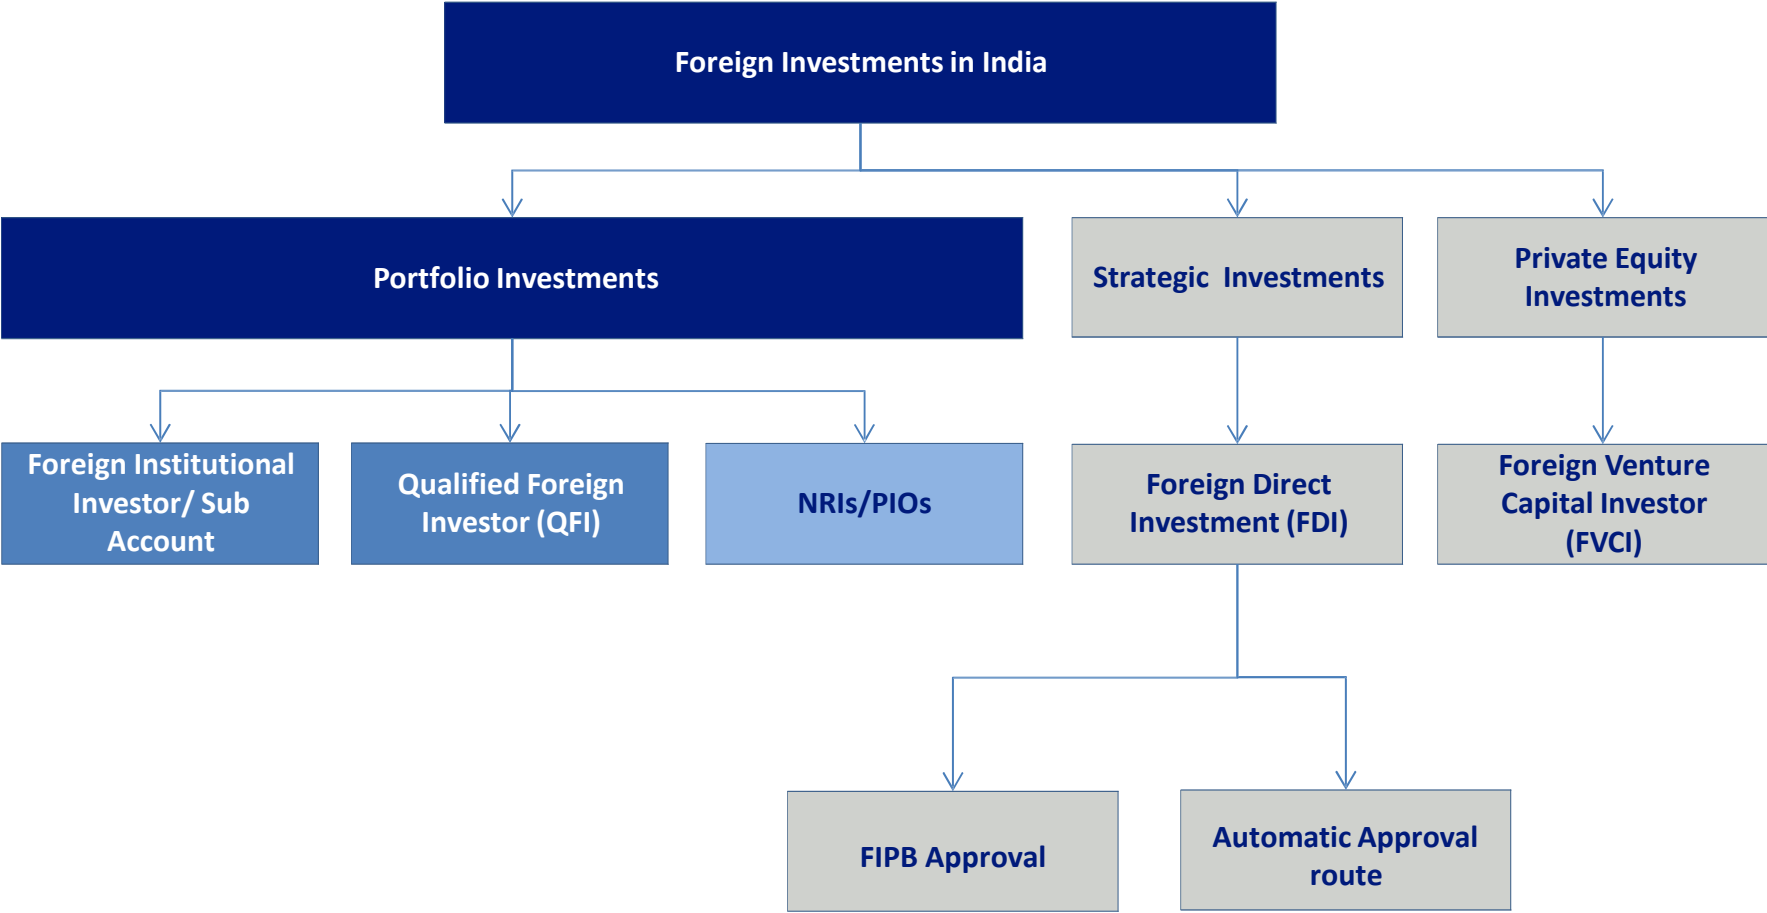 Foreign Investments in India
Portfolio Investments
Strategic Investments
Private Equity
Investments
Foreign Institutional
Investor/ Sub
Account
Qualified Foreign
Investor (QFI)
NRIs/PIOs
Foreign Direct
Investment (FDI)
Foreign Venture
Capital Investor
(FVCI)
FIPB Approval
Automatic Approval
route